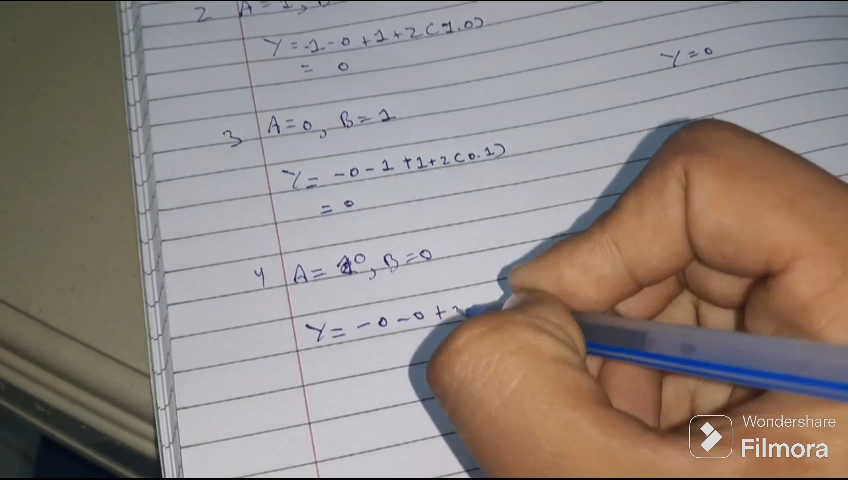 2 A = 1,
Y = -1 - 0 + 1 + 2(1.0)
= 0
Y = 0
3 A = 0, B = 1
Y = -0 - 1 + 1 + 2(0.1)
= 0
4 A = 0, B = 0
Y = -0 - 0 +
Wondershare
Filmora